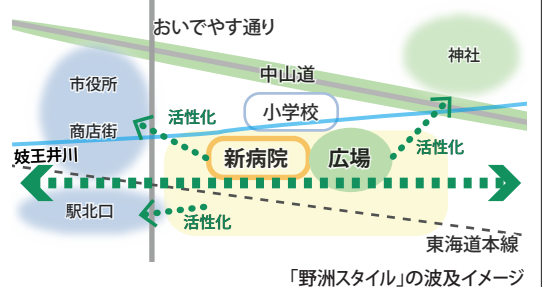 おいでやす通り
神社
中山道
市役所
小学校
活性化
商店街
活性化
妓王井川
新病院
広場
駅北口
活性化
東海道本線
「野洲スタイル」の波及イメージ